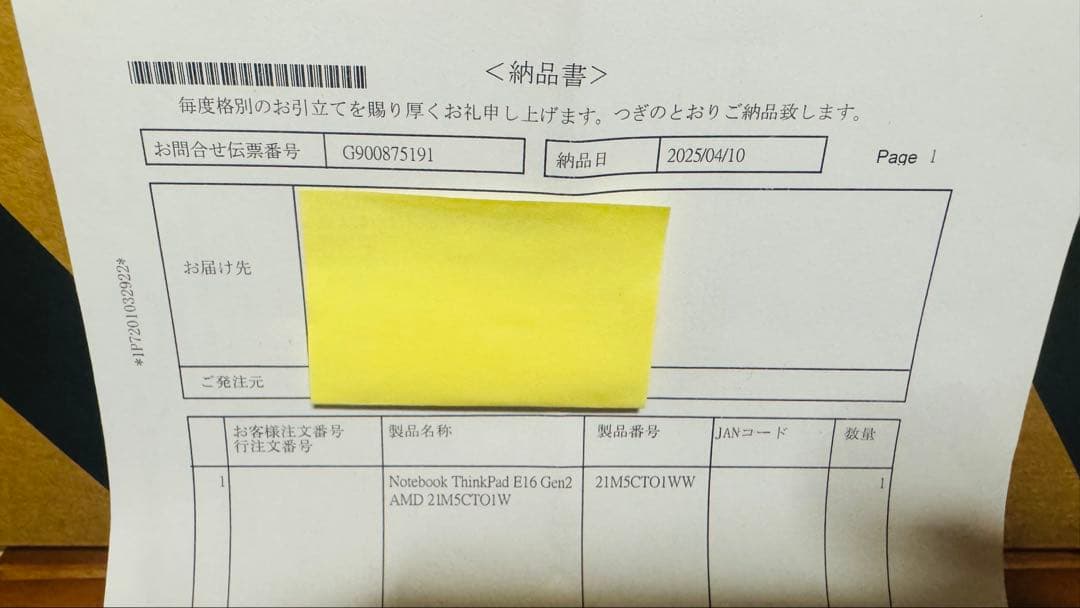 <納品書>
毎度格別のお引立てを賜り厚くお礼申し上げます。つぎのとおりご納品致します。
お問合せ伝票番号 G900875191 納品日 2025/04/10 Page 1
お届け先
*1P7201032922*
ご発注元
お客様注文番号 製品名称 製品番号 JANコード 数量
行注文番号
1 Notebook ThinkPad E16 Gen2 21M5CTO1WW 1
AMD 21M5CTO1W